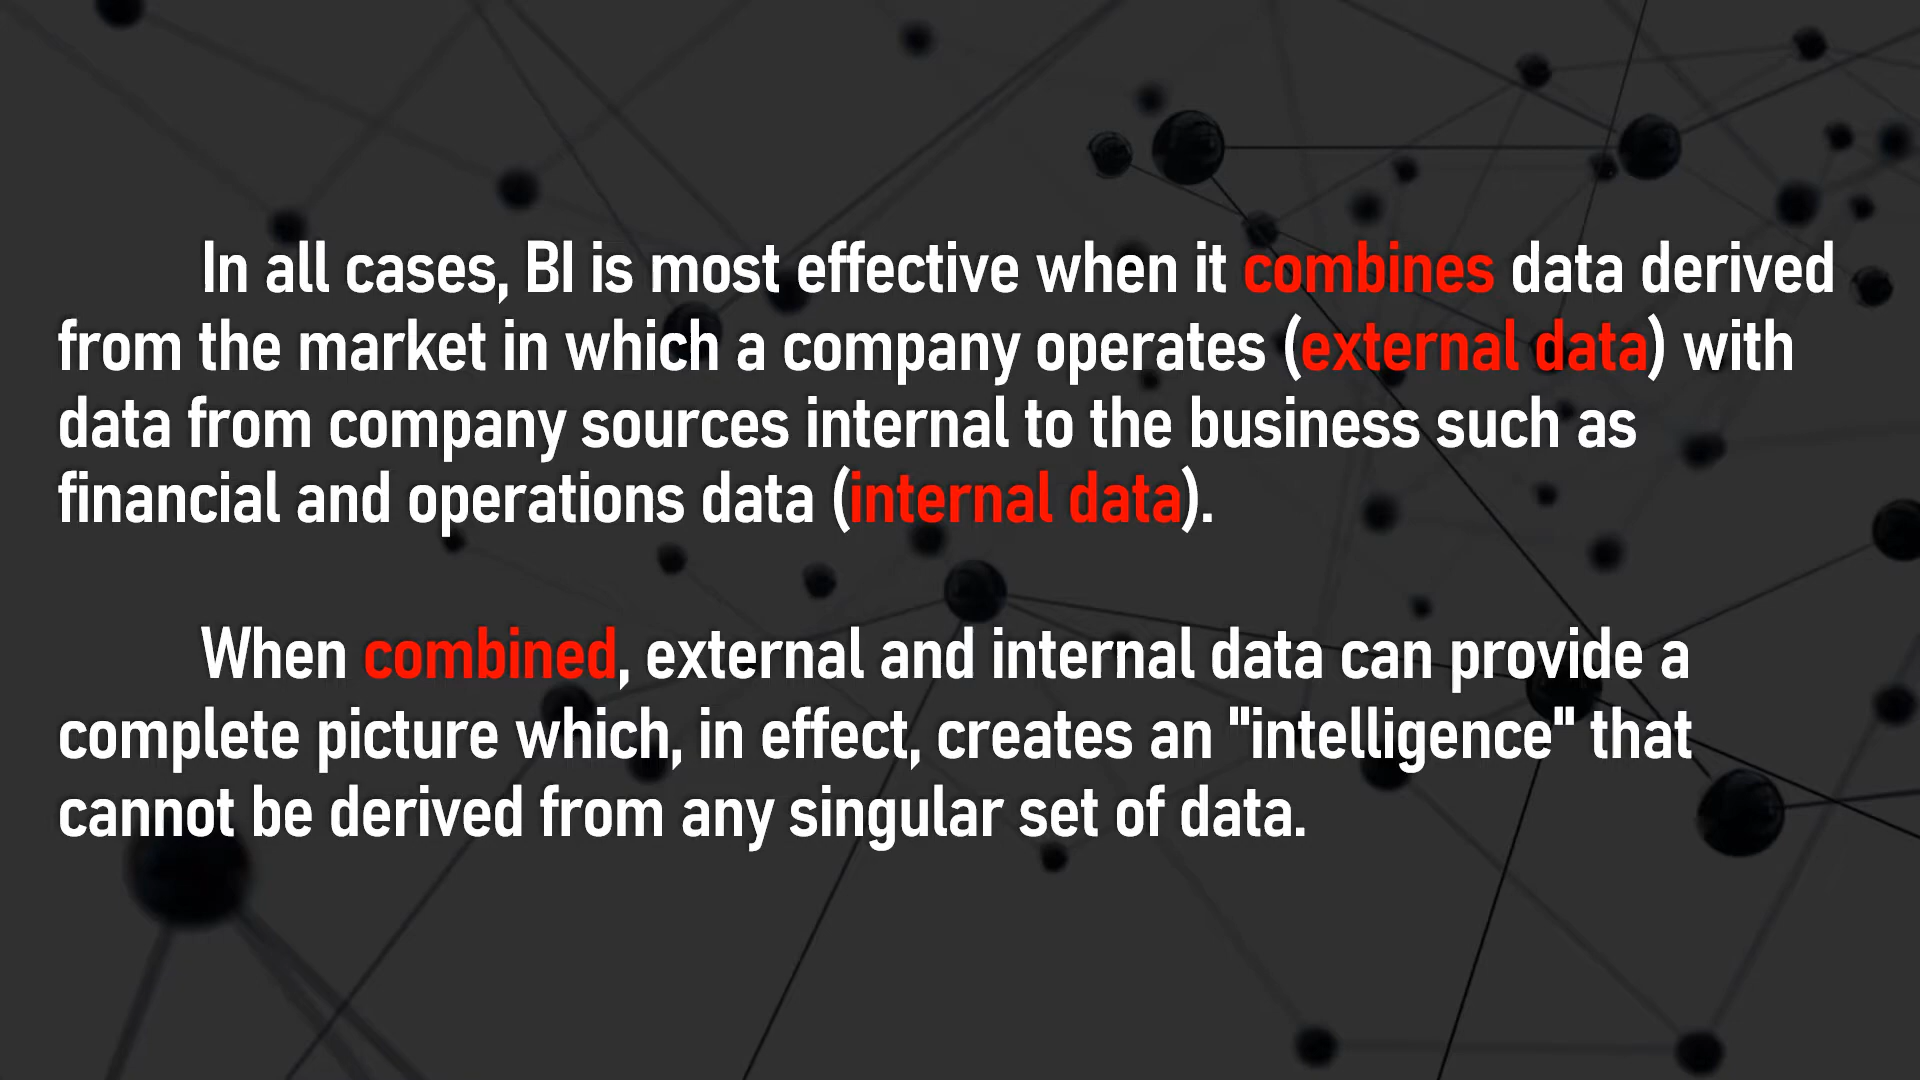 In all cases, BI is most effective when it combines data derived
from the market in which a company operates (external data) with
data from company sources internal to the business such as
financial and operations data (internal data).
When combined, external and internal data can provide a
complete picture which, in effect, creates an "intelligence" that
cannot be derived from any singular set of data.